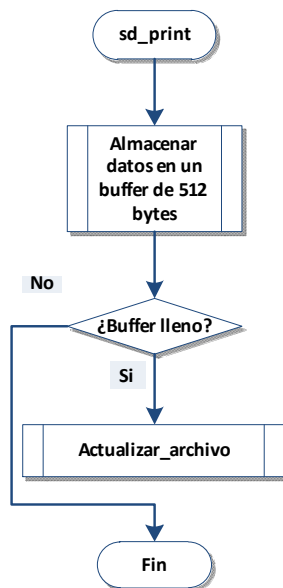 sd_print
Almacenar
datos en un
buffer de 512
bytes
No
¿Buffer lleno?
Si
Actualizar_archivo
Fin